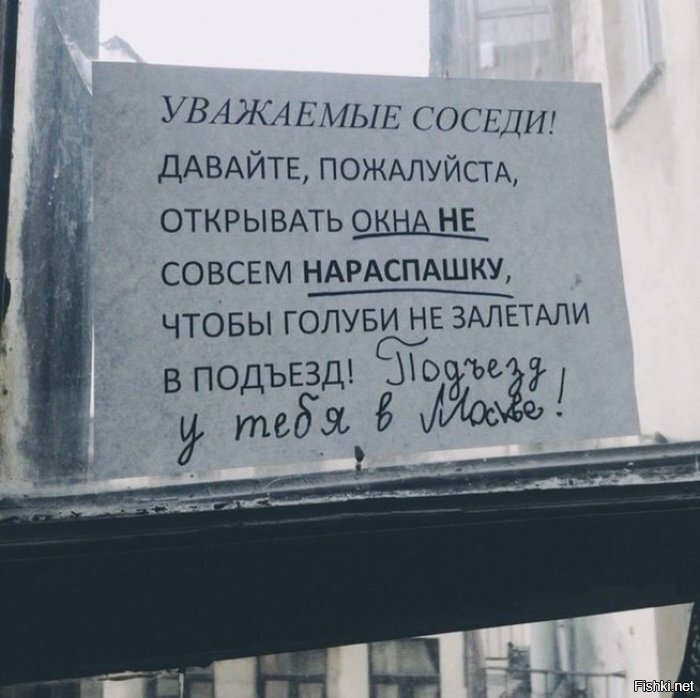 УВАЖАЕМЫЕ СОСЕДИ!
ДАВАЙТЕ, ПОЖАЛУЙСТА,
ОТКРЫВАТЬ ОКНА НЕ
СОВСЕМ НАРАСПАШКУ,
ЧТОБЫ ГОЛУБИ НЕ ЗАЛЕТАЛИ
В ПОДЪЕЗД! Подъезд
у тебя в Москве!
Fishki.net